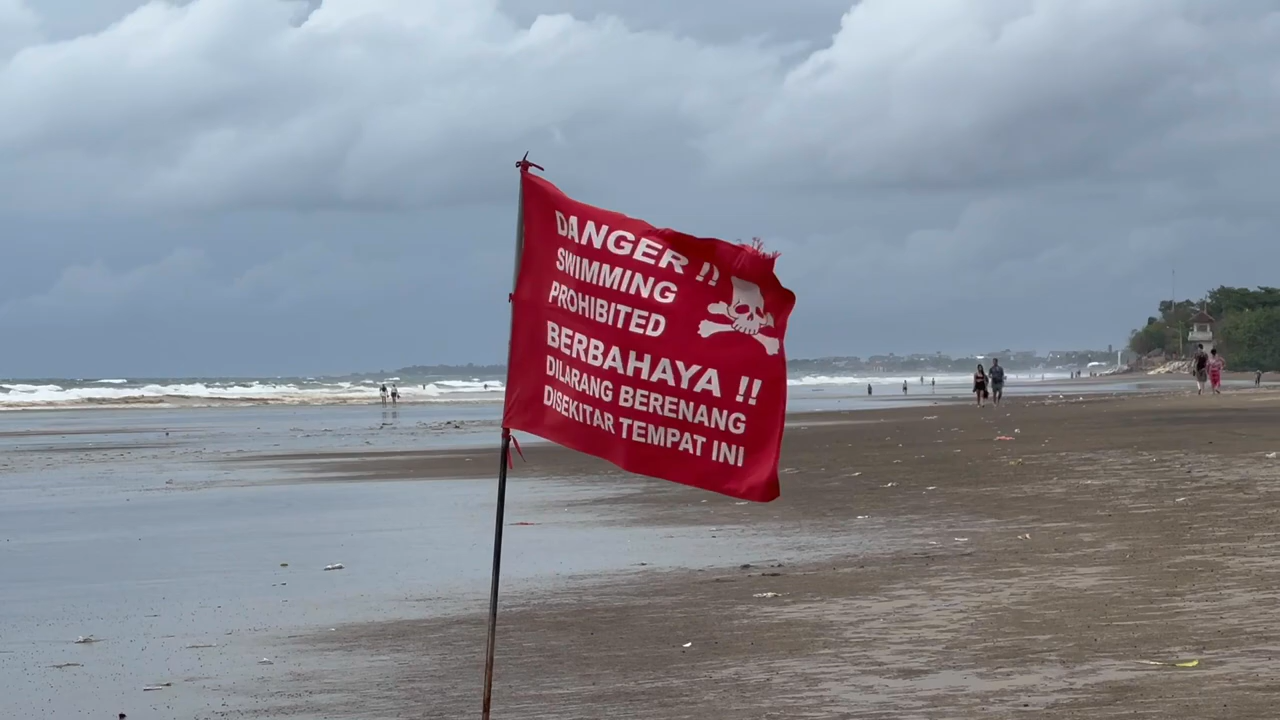 DANGER !!
SWIMMING
PROHIBITED
BERBAHAYA !!
DILARANG BERENANG
DISEKITAR TEMPAT INI